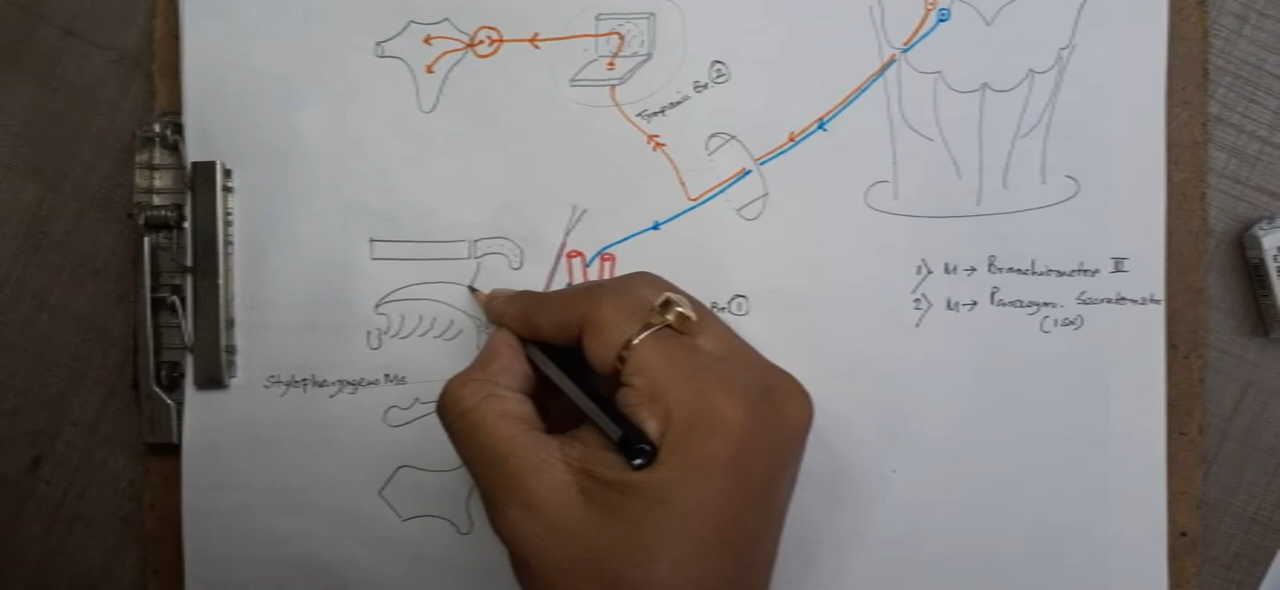 Tympanic Br. ②
1) M → Branchiomotor III
2) M → Parasym. Secretomotor
(ISN)
Br. ①
Stylopharyngeus Ms